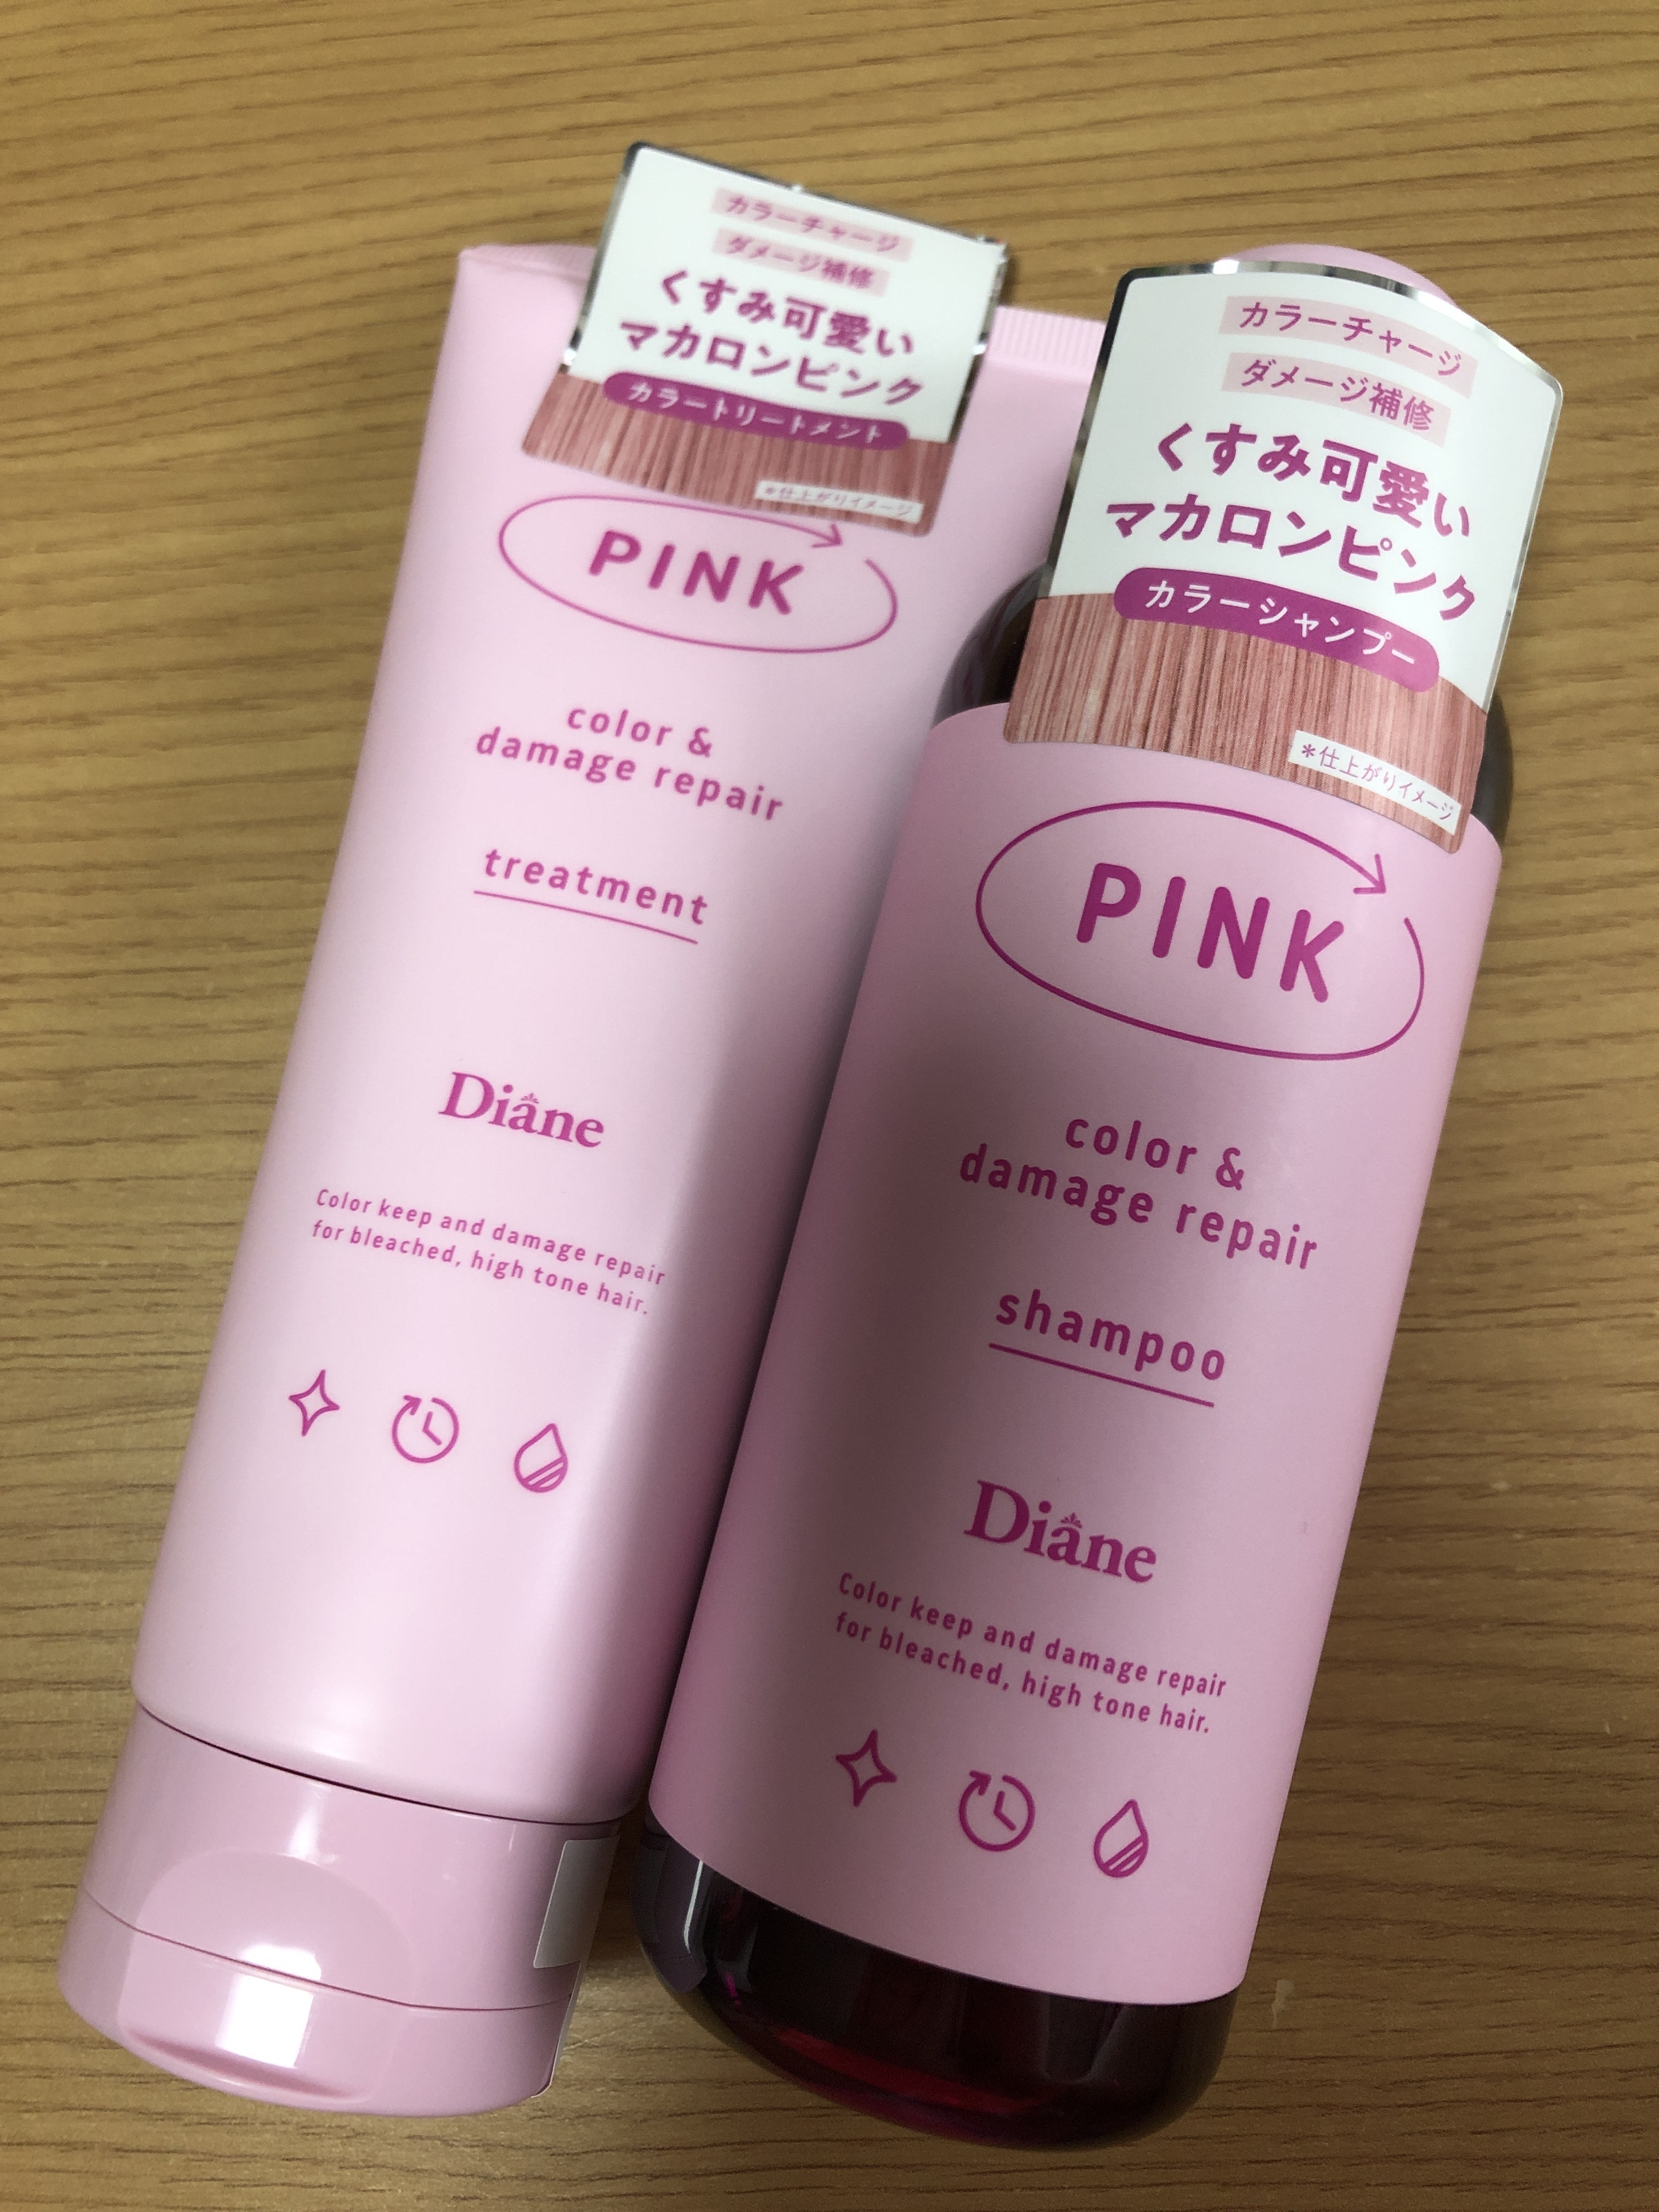 カラーチャージ
ダメージ補修
くすみ可愛い
マカロンピンク
カラートリートメント
*仕上がりイメージ
PINK
color &
damage repair
treatment
Diane
Color keep and damage repair
for bleached, high tone hair.
カラーチャージ
ダメージ補修
くすみ可愛い
マカロンピンク
カラーシャンプー
*仕上がりイメージ
PINK
color &
damage repair
shampoo
Diane
Color keep and damage repair
for bleached, high tone hair.